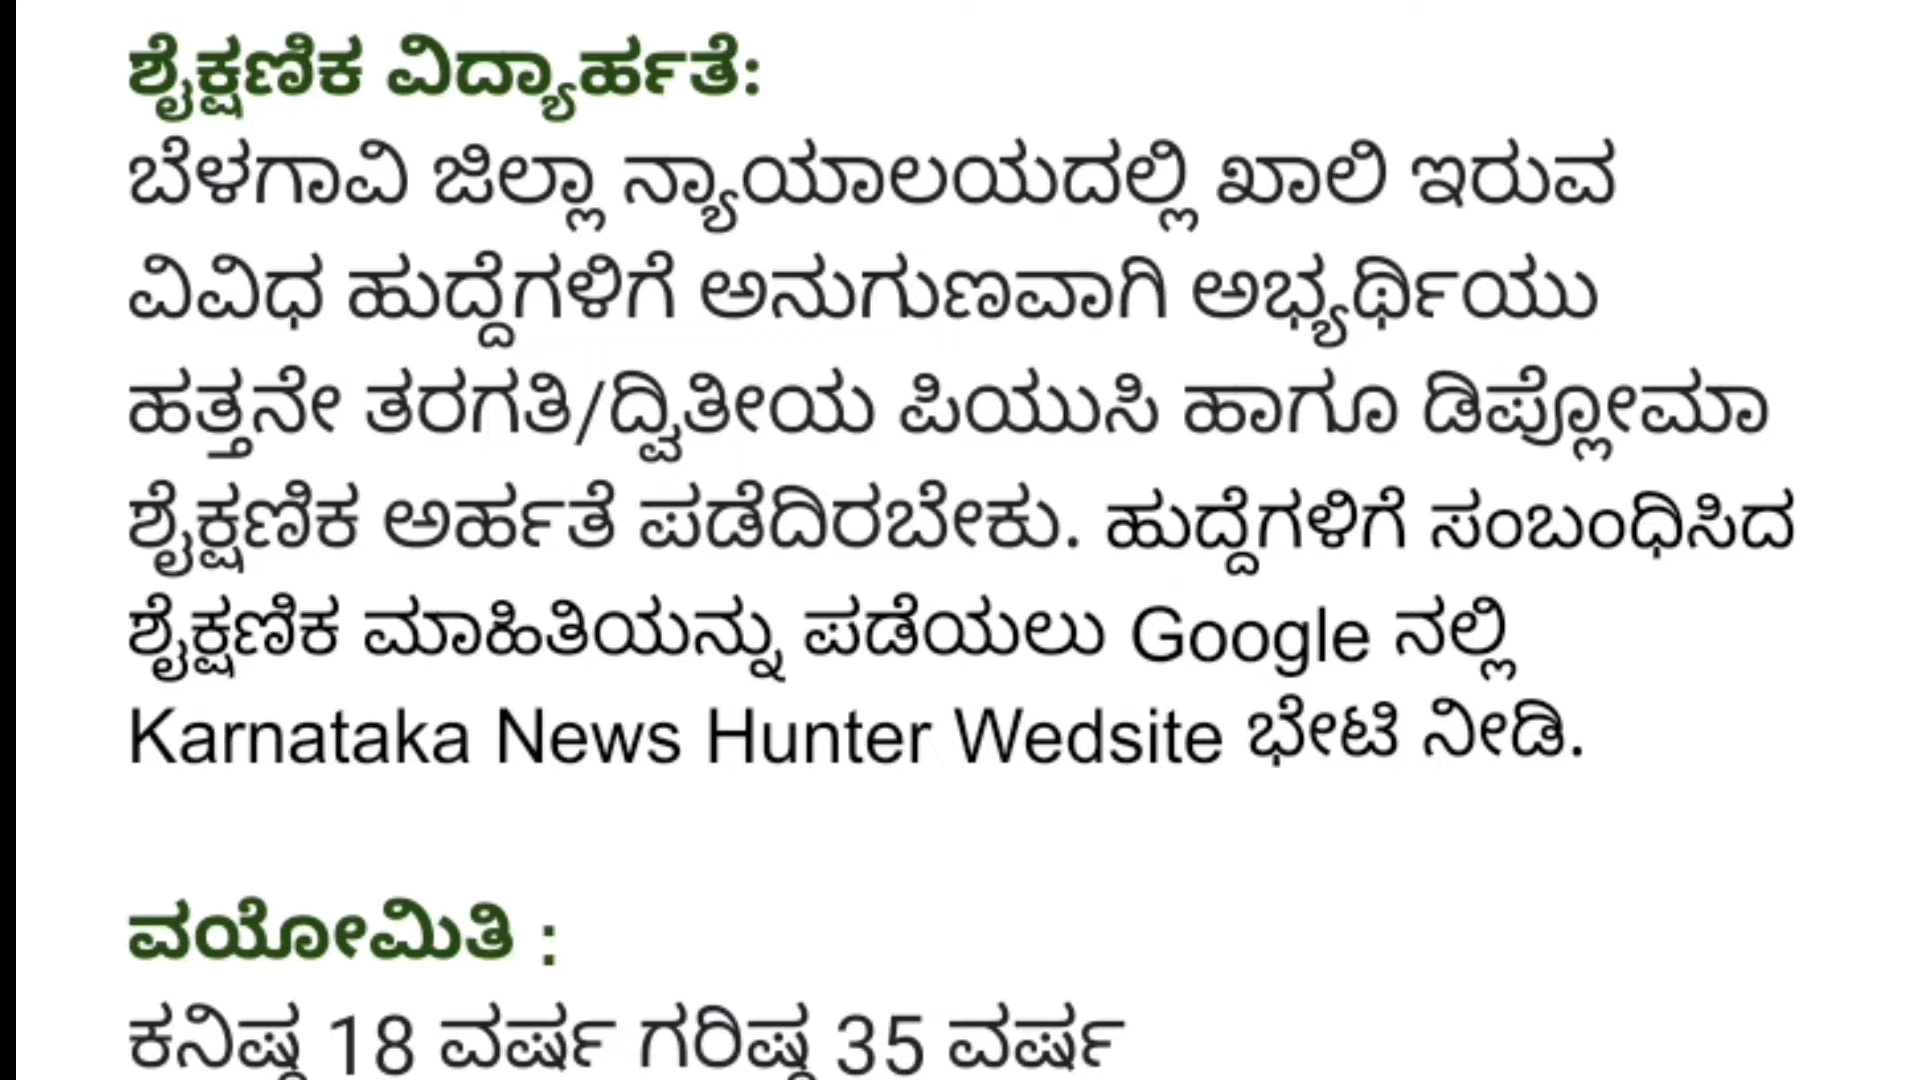 ಶೈಕ್ಷಣಿಕ ವಿದ್ಯಾರ್ಹತೆ:
ಬೆಳಗಾವಿ ಜಿಲ್ಲಾ ನ್ಯಾಯಾಲಯದಲ್ಲಿ ಖಾಲಿ ಇರುವ
ವಿವಿಧ ಹುದ್ದೆಗಳಿಗೆ ಅನುಗುಣವಾಗಿ ಅಭ್ಯರ್ಥಿಯು
ಹತ್ತನೇ ತರಗತಿ/ದ್ವಿತೀಯ ಪಿಯುಸಿ ಹಾಗೂ ಡಿಪ್ಲೋಮಾ
ಶೈಕ್ಷಣಿಕ ಅರ್ಹತೆ ಪಡೆದಿರಬೇಕು. ಹುದ್ದೆಗಳಿಗೆ ಸಂಬಂಧಿಸಿದ
ಶೈಕ್ಷಣಿಕ ಮಾಹಿತಿಯನ್ನು ಪಡೆಯಲು Google ನಲ್ಲಿ
Karnataka News Hunter Wedsite ಭೇಟಿ ನೀಡಿ.
ವಯೋಮಿತಿ :
ಕನಿಷ್ಠ 18 ವರ್ಷ ಗರಿಷ್ಠ 35 ವರ್ಷ